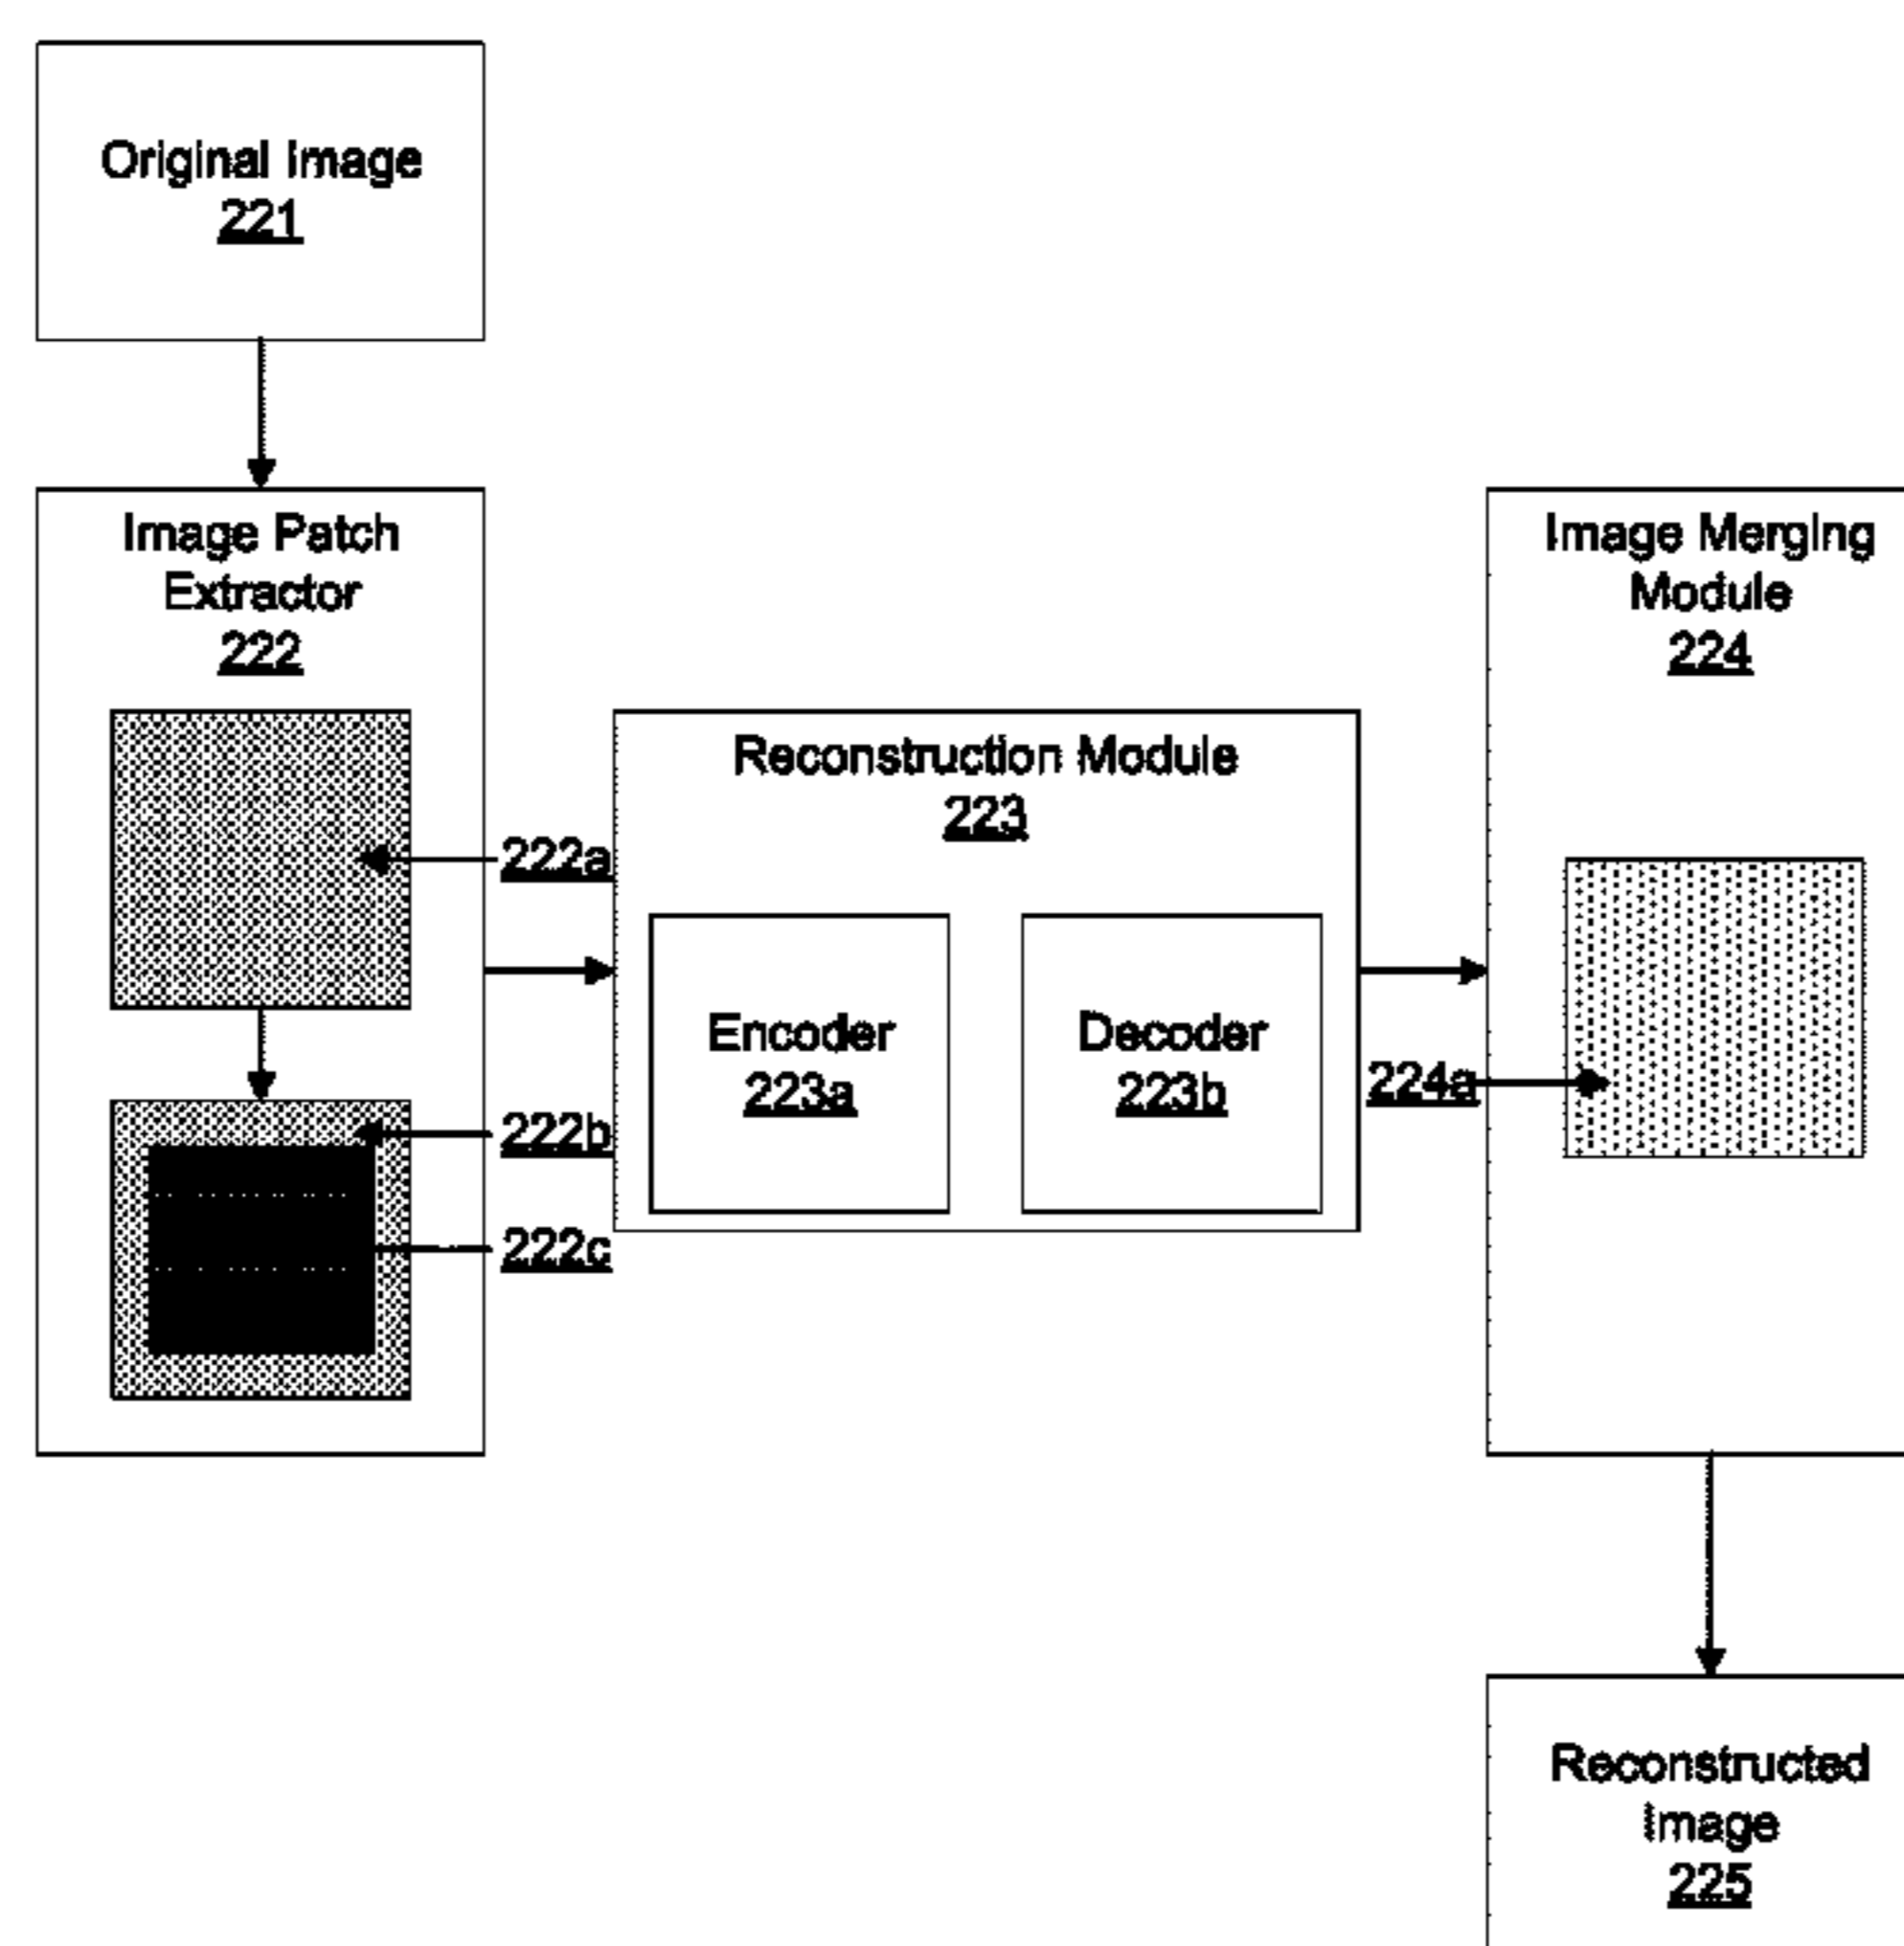 Original Image
221
Image Patch
Extractor
222
222a
222b
222c
Reconstruction Module
223
Encoder
223a
Decoder
223b
Image Merging
Module
224
224a
Reconstructed
Image
225